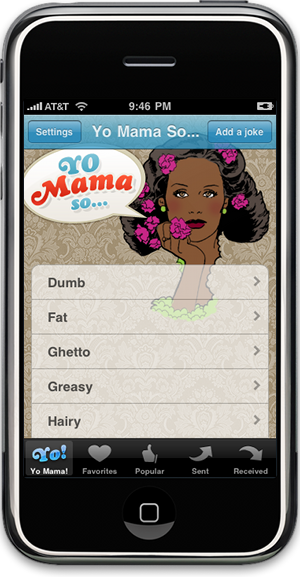 AT&T 9:46 PM
Settings Yo Mama So... Add a joke
YO
Mama
so...
Dumb
Fat
Ghetto
Greasy
Hairy
Yo!
Yo Mama! Favorites Popular Sent Received